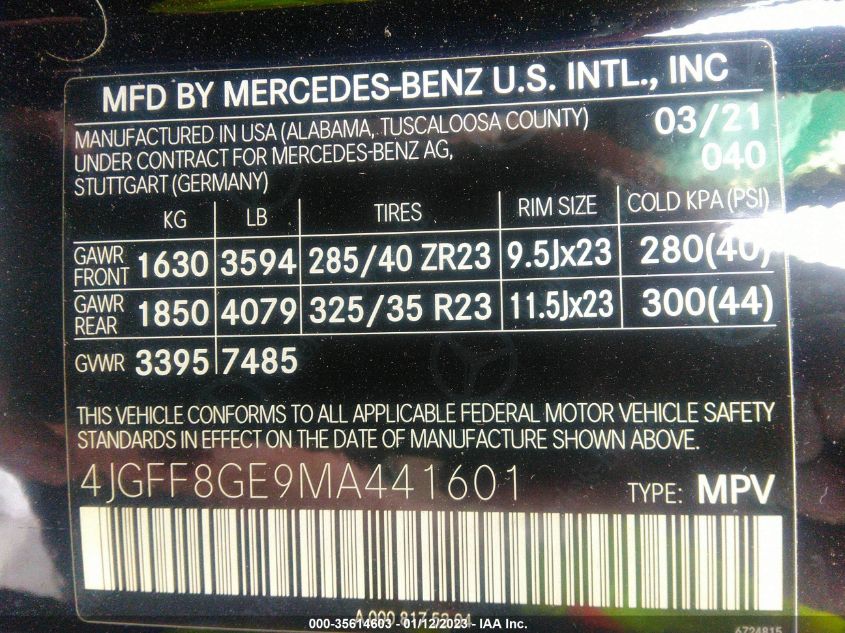 MFD BY MERCEDES-BENZ U.S. INTL., INC
MANUFACTURED IN USA (ALABAMA, TUSCALOOSA COUNTY) 03/21
UNDER CONTRACT FOR MERCEDES-BENZ AG, 040
STUTTGART (GERMANY)
KG LB TIRES RIM SIZE COLD KPA (PSI)
GAWR FRONT 1630 3594 285/40 ZR23 9.5Jx23 280(40)
GAWR REAR 1850 4079 325/35 R23 11.5Jx23 300(44)
GVWR 3395 7485
THIS VEHICLE CONFORMS TO ALL APPLICABLE FEDERAL MOTOR VEHICLE SAFETY
STANDARDS IN EFFECT ON THE DATE OF MANUFACTURE SHOWN ABOVE.
4JGFF8GE9MA441601 TYPE: MPV
A 000 817
000-35614603 - 01/12/2023 - IAA Inc.